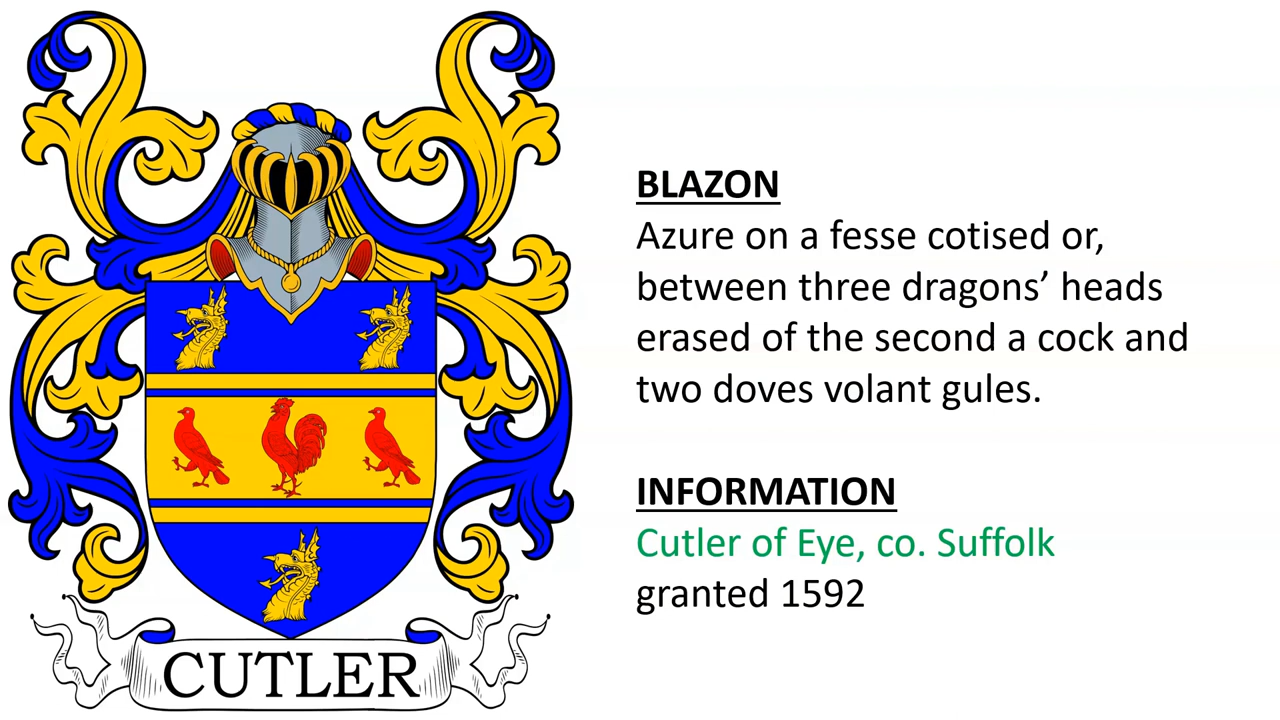 BLAZON
Azure on a fesse cotised or,
between three dragons’ heads
erased of the second a cock and
two doves volant gules.
INFORMATION
Cutler of Eye, co. Suffolk
granted 1592
CUTLER